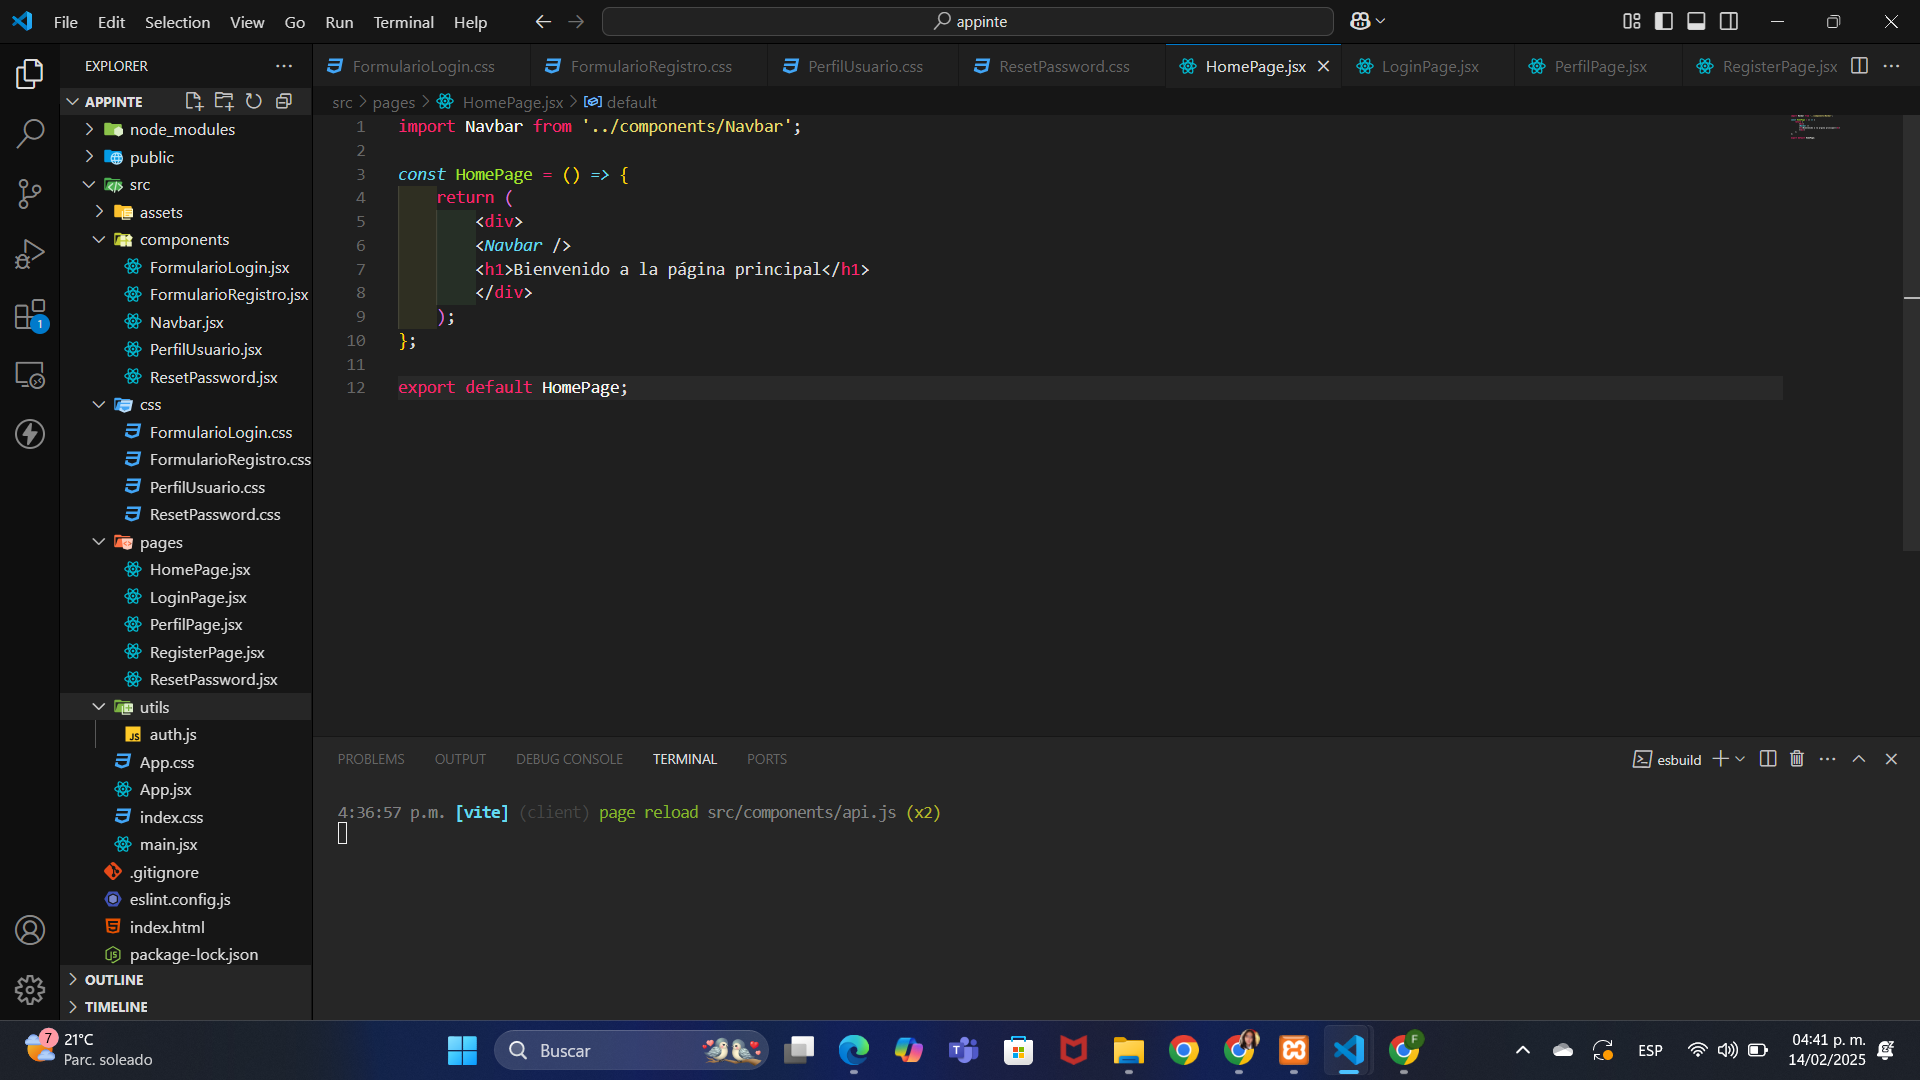 File Edit Selection View Go Run Terminal Help
appinte
EXPLORER
APPINTE
node_modules
public
src
assets
components
FormularioLogin.jsx
FormularioRegistro.jsx
Navbar.jsx
PerfilUsuario.jsx
ResetPassword.jsx
css
FormularioLogin.css
FormularioRegistro.css
PerfilUsuario.css
ResetPassword.css
pages
HomePage.jsx
LoginPage.jsx
PerfilPage.jsx
RegisterPage.jsx
ResetPassword.jsx
utils
JS auth.js
App.css
App.jsx
index.css
main.jsx
.gitignore
eslint.config.js
index.html
package-lock.json
OUTLINE
TIMELINE
1
FormularioLogin.css FormularioRegistro.css PerfilUsuario.css ResetPassword.css HomePage.jsx LoginPage.jsx PerfilPage.jsx RegisterPage.jsx
src > pages > HomePage.jsx > default
1 import Navbar from '../components/Navbar';
2
3 const HomePage = () => {
4 return (
5 <div>
6 <Navbar />
7 <h1>Bienvenido a la página principal</h1>
8 </div>
9 );
10 };
11
12 export default HomePage;
PROBLEMS OUTPUT DEBUG CONSOLE TERMINAL PORTS
esbuild
4:36:57 p.m. [vite] (client) page reload src/components/api.js (x2)
7
21°C
Parc. soleado
Buscar
F
ESP
04:41 p. m.
14/02/2025